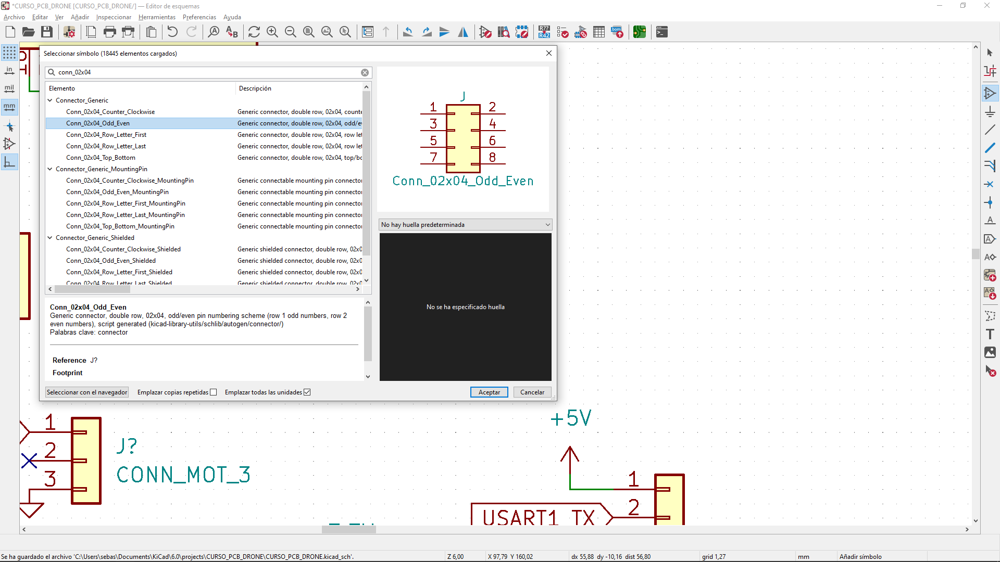 *CURSO_PCB_DRONE [CURSO_PCB_DRONE/] — Editor de esquemas
Archivo Editar Ver Añadir Inspeccionar Herramientas Preferencias Ayuda
in
mil
mm
Seleccionar símbolo (18445 elementos cargados)
conn_02x04
Elemento Descripción
Connector_Generic
Conn_02x04_Counter_Clockwise Generic connector, double row, 02x04, counte
Conn_02x04_Odd_Even Generic connector, double row, 02x04, odd/ev
Conn_02x04_Row_Letter_First Generic connector, double row, 02x04, row let
Conn_02x04_Row_Letter_Last Generic connector, double row, 02x04, row let
Conn_02x04_Top_Bottom Generic connector, double row, 02x04, top/bo
Connector_Generic_MountingPin
Conn_02x04_Counter_Clockwise_MountingPin Generic connectable mounting pin connector
Conn_02x04_Odd_Even_MountingPin Generic connectable mounting pin connector
Conn_02x04_Row_Letter_First_MountingPin Generic connectable mounting pin connector
Conn_02x04_Row_Letter_Last_MountingPin Generic connectable mounting pin connector
Conn_02x04_Top_Bottom_MountingPin Generic connectable mounting pin connector
Connector_Generic_Shielded
Conn_02x04_Counter_Clockwise_Shielded Generic shielded connector, double row, 02x0
Conn_02x04_Odd_Even_Shielded Generic shielded connector, double row, 02x0
Conn_02x04_Row_Letter_First_Shielded Generic shielded connector, double row, 02x0
Conn_02x04_Row_Letter_Last_Shielded Generic shielded connector, double row, 02x0
Conn_02x04_Odd_Even
Generic connector, double row, 02x04, odd/even pin numbering scheme (row 1 odd numbers, row 2
even numbers), script generated (kicad-library-utils/schlib/autogen/connector/)
Palabras clave: connector
Reference J?
Footprint
J
1 2
3 4
5 6
7 8
Conn_02x04_Odd_Even
No hay huella predeterminada
No se ha especificado huella
Seleccionar con el navegador Emplazar copias repetidas Emplazar todas las unidades Aceptar Cancelar
1
2
3
J?
CONN_MOT_3
+5V
1
2
USART1_TX
Se ha guardado el archivo 'C:\Users\sebas\Documents\KiCad\6.0\projects\CURSO_PCB_DRONE\CURSO_PCB_DRONE.kicad_sch'. Z 6,00 X 97,79 Y 160,02 dx 55,88 dy -10,16 dist 56,80 grid 1,27 mm Añadir símbolo